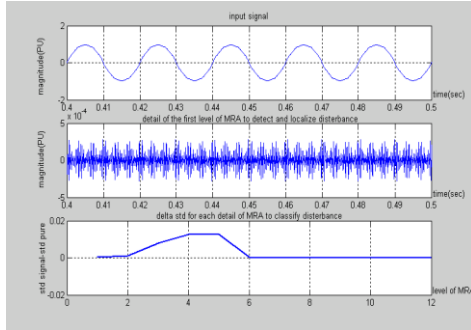 input signal
magnitude(PU)
2
0
2
0.4 0.41 0.42 0.43 0.44 0.45 0.46 0.47 0.48 0.49 0.5
time(sec)
x 10-4
detail of the first level of MRA to detect and localize disterbance
magnitude(PU)
5
0
-5
0.4 0.41 0.42 0.43 0.44 0.45 0.46 0.47 0.48 0.49 0.5
time(sec)
delta std for each detail of MRA to classify disterbance
std signal-std pure
0.02
0
-0.02
0 2 4 6 8 10 12
level of MRA